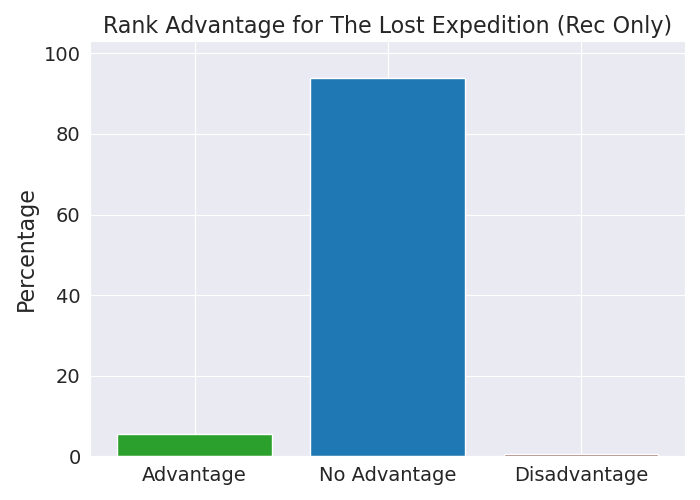 Rank Advantage for The Lost Expedition (Rec Only)
Percentage
100
80
60
40
20
0
Advantage
No Advantage
Disadvantage